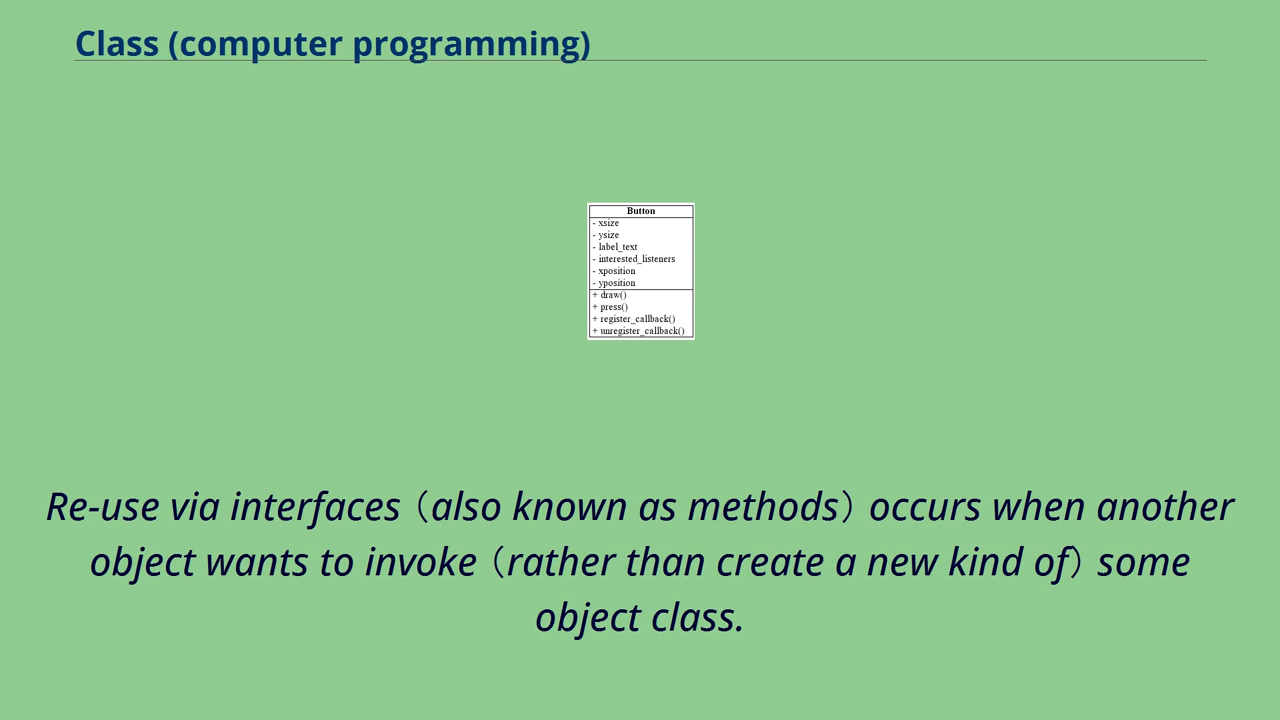 Class (computer programming)
Button
- xsize
- ysize
- label_text
- interested_listeners
- xposition
- yposition
+ draw()
+ press()
+ register_callback()
+ unregister_callback()
Re-use via interfaces (also known as methods) occurs when another
object wants to invoke (rather than create a new kind of) some
object class.